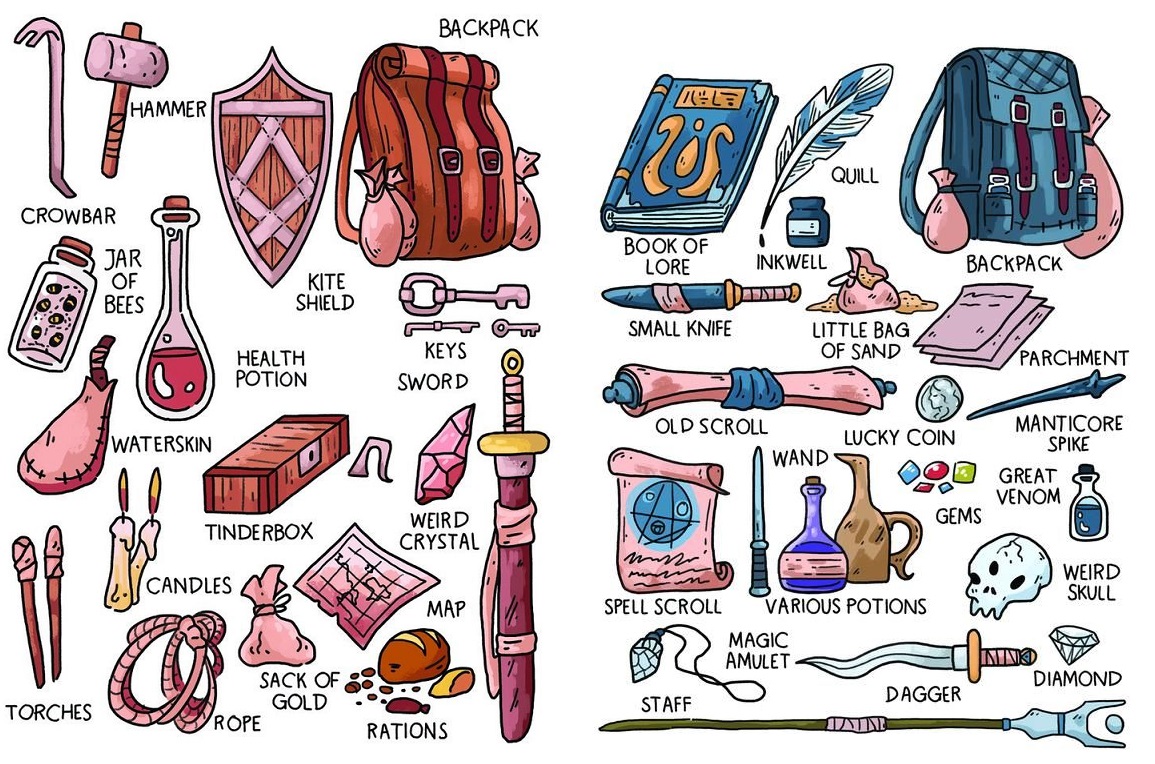 BACKPACK
HAMMER
CROWBAR
JAR
OF
BEES
KITE
SHIELD
KEYS
HEALTH
POTION
SWORD
WATERSKIN
TINDERBOX
WEIRD
CRYSTAL
CANDLES
MAP
SACK OF
GOLD
TORCHES
ROPE
RATIONS
QUILL
BOOK OF
LORE
INKWELL
BACKPACK
SMALL KNIFE
LITTLE BAG
OF SAND
PARCHMENT
OLD SCROLL
LUCKY COIN
MANTICORE
SPIKE
WAND
GREAT
VENOM
GEMS
SPELL SCROLL
VARIOUS POTIONS
WEIRD
SKULL
MAGIC
AMULET
DAGGER
DIAMOND
STAFF